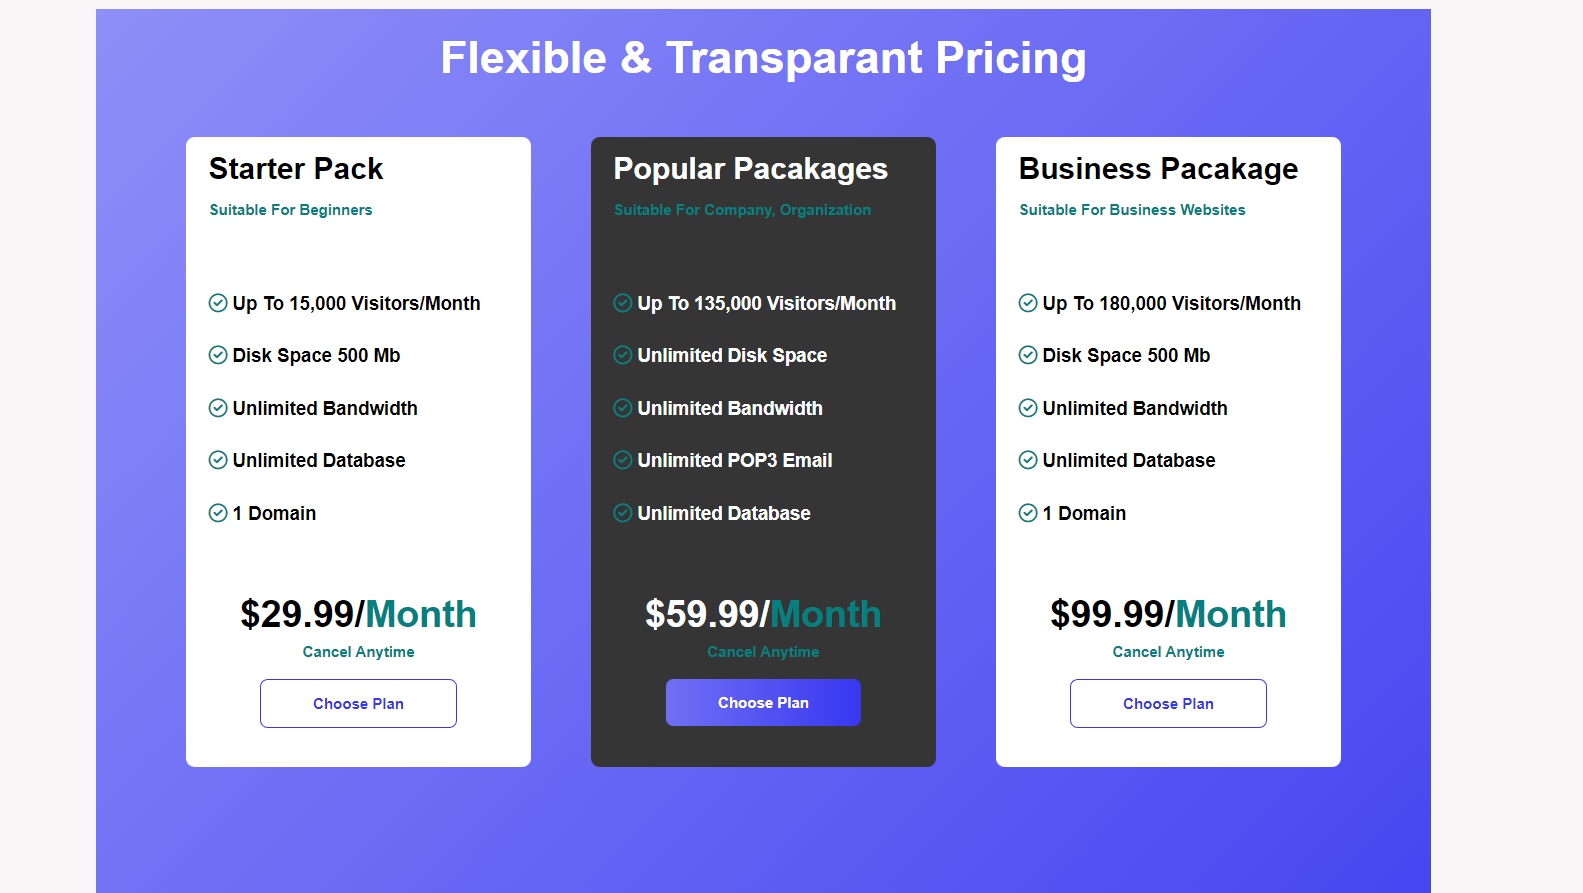 Flexible & Transparant Pricing
Starter Pack
Suitable For Beginners
Up To 15,000 Visitors/Month
Disk Space 500 Mb
Unlimited Bandwidth
Unlimited Database
1 Domain
$29.99/Month
Cancel Anytime
Choose Plan
Popular Pacakages
Suitable For Company, Organization
Up To 135,000 Visitors/Month
Unlimited Disk Space
Unlimited Bandwidth
Unlimited POP3 Email
Unlimited Database
$59.99/Month
Cancel Anytime
Choose Plan
Business Pacakage
Suitable For Business Websites
Up To 180,000 Visitors/Month
Disk Space 500 Mb
Unlimited Bandwidth
Unlimited Database
1 Domain
$99.99/Month
Cancel Anytime
Choose Plan